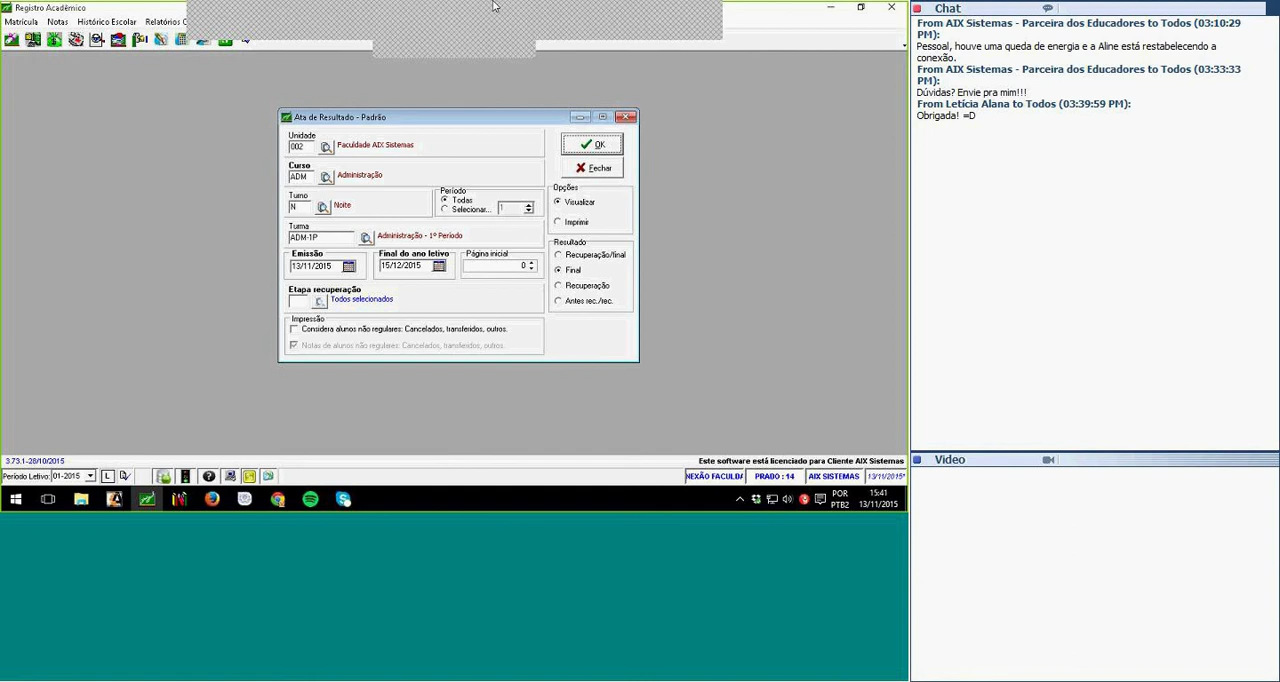 Registro Acadêmico
Matrícula Notas Histórico Escolar Relatórios
Ata de Resultado - Padrão
Unidade
002 Faculdade AIX Sistemas
OK
Curso
ADM Administração
Fechar
Turno
N Noite
Período
Todas
Selecionar... 1
Opções
Visualizar
Imprimir
Turma
ADM-1P Administração - 1º Período
Emissão
13/11/2015
Final do ano letivo
15/12/2015
Página inicial
0
Resultado
Recuperação/final
Final
Recuperação
Antes rec./rec.
Etapa recuperação
Todos selecionados
Impressão
Considera alunos não regulares: Cancelados, transferidos, outros.
Notas de alunos não regulares: Cancelados, transferidos, outros.
3.73.1-28/10/2015
Este software está licenciado para Cliente AIX Sistemas
Período Letivo: 01-2015 L
NEXÃO FACULDA PRADO : 14 AIX SISTEMAS 13/11/2015*
POR
PTB2
15:41
13/11/2015
Chat
From AIX Sistemas - Parceira dos Educadores to Todos (03:10:29
PM):
Pessoal, houve uma queda de energia e a Aline está restabelecendo a
conexão.
From AIX Sistemas - Parceira dos Educadores to Todos (03:33:33
PM):
Dúvidas? Envie pra mim!!!
From Letícia Alana to Todos (03:39:59 PM):
Obrigada! =D
Video